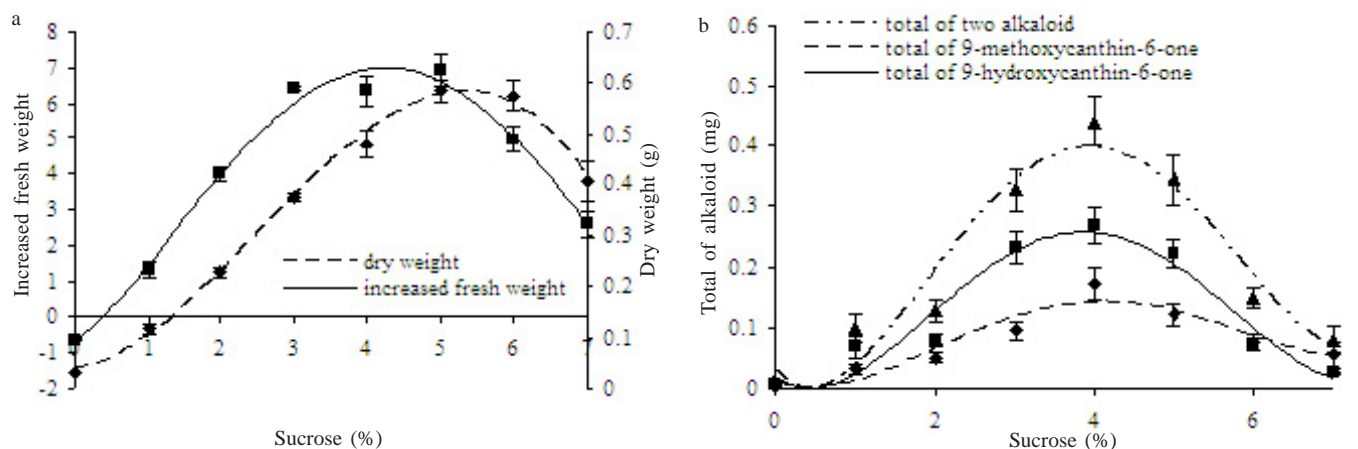 a
8
7
6
5
4
3
2
1
0
-1
-2
Increased fresh weight
0.7
0.6
0.5
0.4
0.3
0.2
0.1
0
Dry weight (g)
dry weight
increased fresh weight
0 1 2 3 4 5 6 7
Sucrose (%)
b
0.6
0.5
0.4
0.3
0.2
0.1
0
Total of alkaloid (mg)
total of two alkaloid
total of 9-methoxycanthin-6-one
total of 9-hydroxycanthin-6-one
0 2 4 6
Sucrose (%)